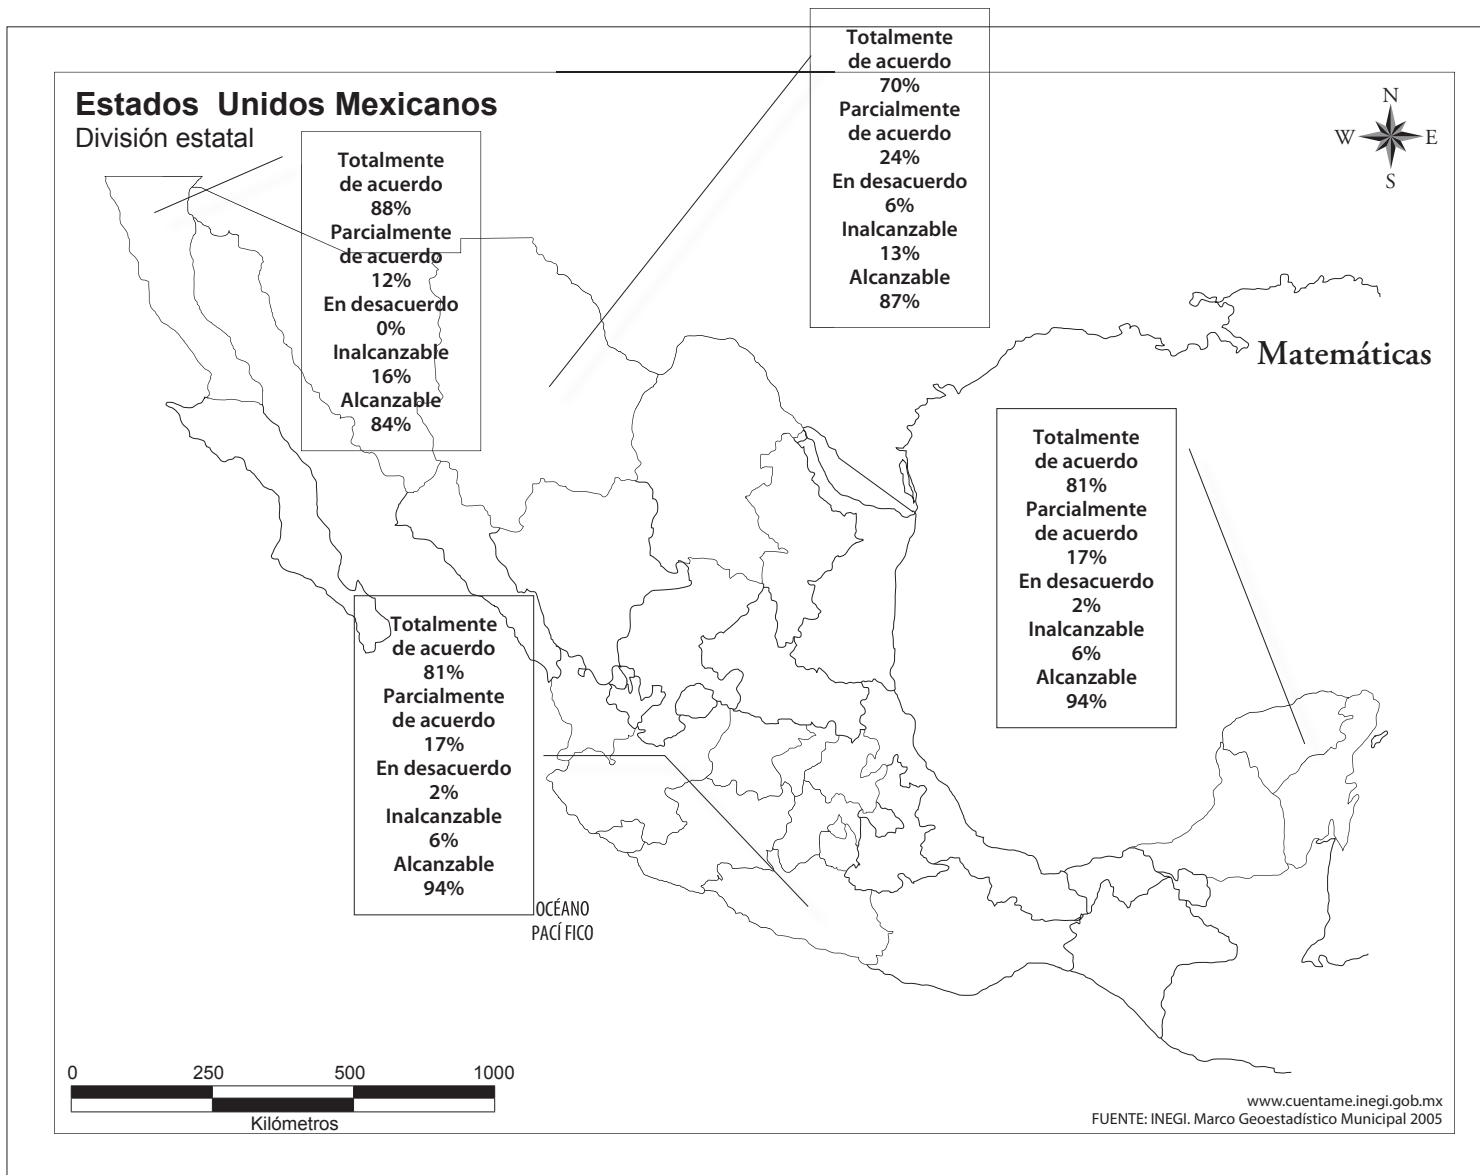 Estados Unidos Mexicanos
División estatal
Totalmente
de acuerdo
88%
Parcialmente
de acuerdo
12%
En desacuerdo
0%
Inalcanzable
16%
Alcanzable
84%
Totalmente
de acuerdo
70%
Parcialmente
de acuerdo
24%
En desacuerdo
6%
Inalcanzable
13%
Alcanzable
87%
N
W
E
S
Matemáticas
Totalmente
de acuerdo
81%
Parcialmente
de acuerdo
17%
En desacuerdo
2%
Inalcanzable
6%
Alcanzable
94%
Totalmente
de acuerdo
81%
Parcialmente
de acuerdo
17%
En desacuerdo
2%
Inalcanzable
6%
Alcanzable
94%
OCÉANO
PACÍ FICO
0 250 500 1000
Kilómetros
www.cuentame.inegi.gob.mx
FUENTE: INEGI. Marco Geoestadístico Municipal 2005